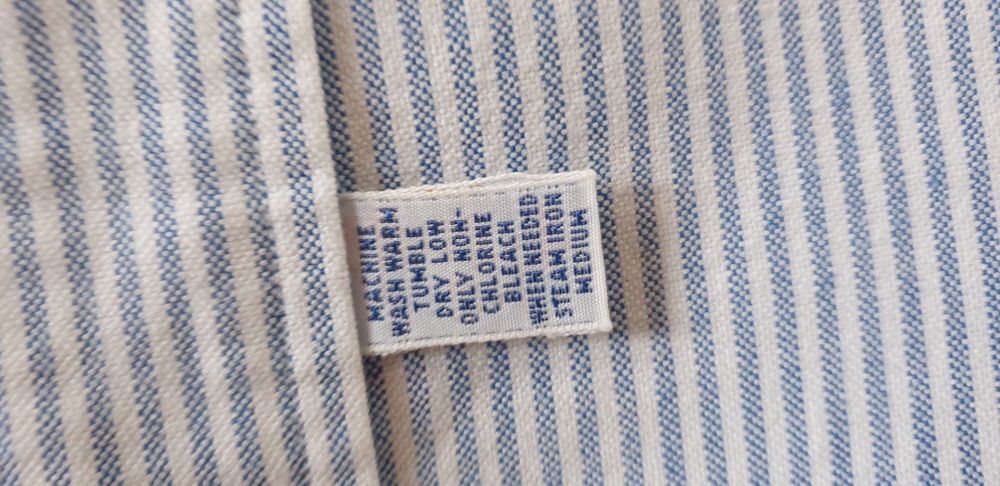 MACHINE
WASH WARM
TUMBLE
DRY LOW
ONLY NON-
CHLORINE
BLEACH
WHEN NEEDED
STEAM IRON
MEDIUM